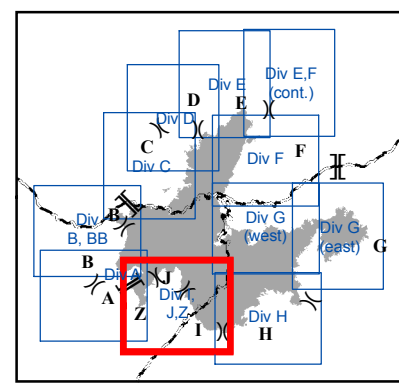 Div E,F
(cont.)
Div E
D
E
Div D
C
Div C
F
Div F
Div
B, BB
B
Div G
(west)
Div G
(east)
G
B
Div A
A
J
Z
Div I,
J,Z
I
Div H
H